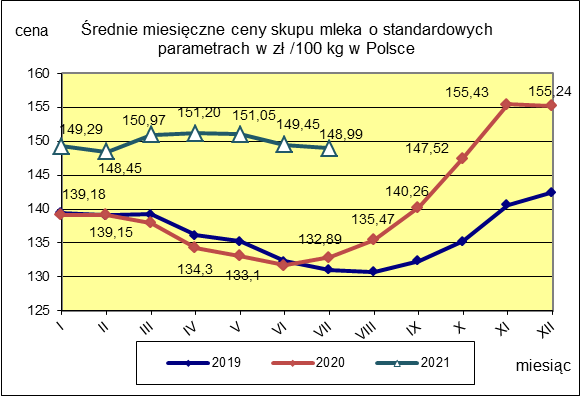 cena
Średnie miesięczne ceny skupu mleka o standardowych
parametrach w zł /100 kg w Polsce
160
155
150
145
140
135
130
125
149,29
148,45
150,97
151,20
151,05
149,45
148,99
139,18
139,15
134,3
133,1
132,89
135,47
140,26
147,52
155,43
155,24
I
II
III
IV
V
VI
VII
VIII
IX
X
XI
XII
2019
2020
2021
miesiąc